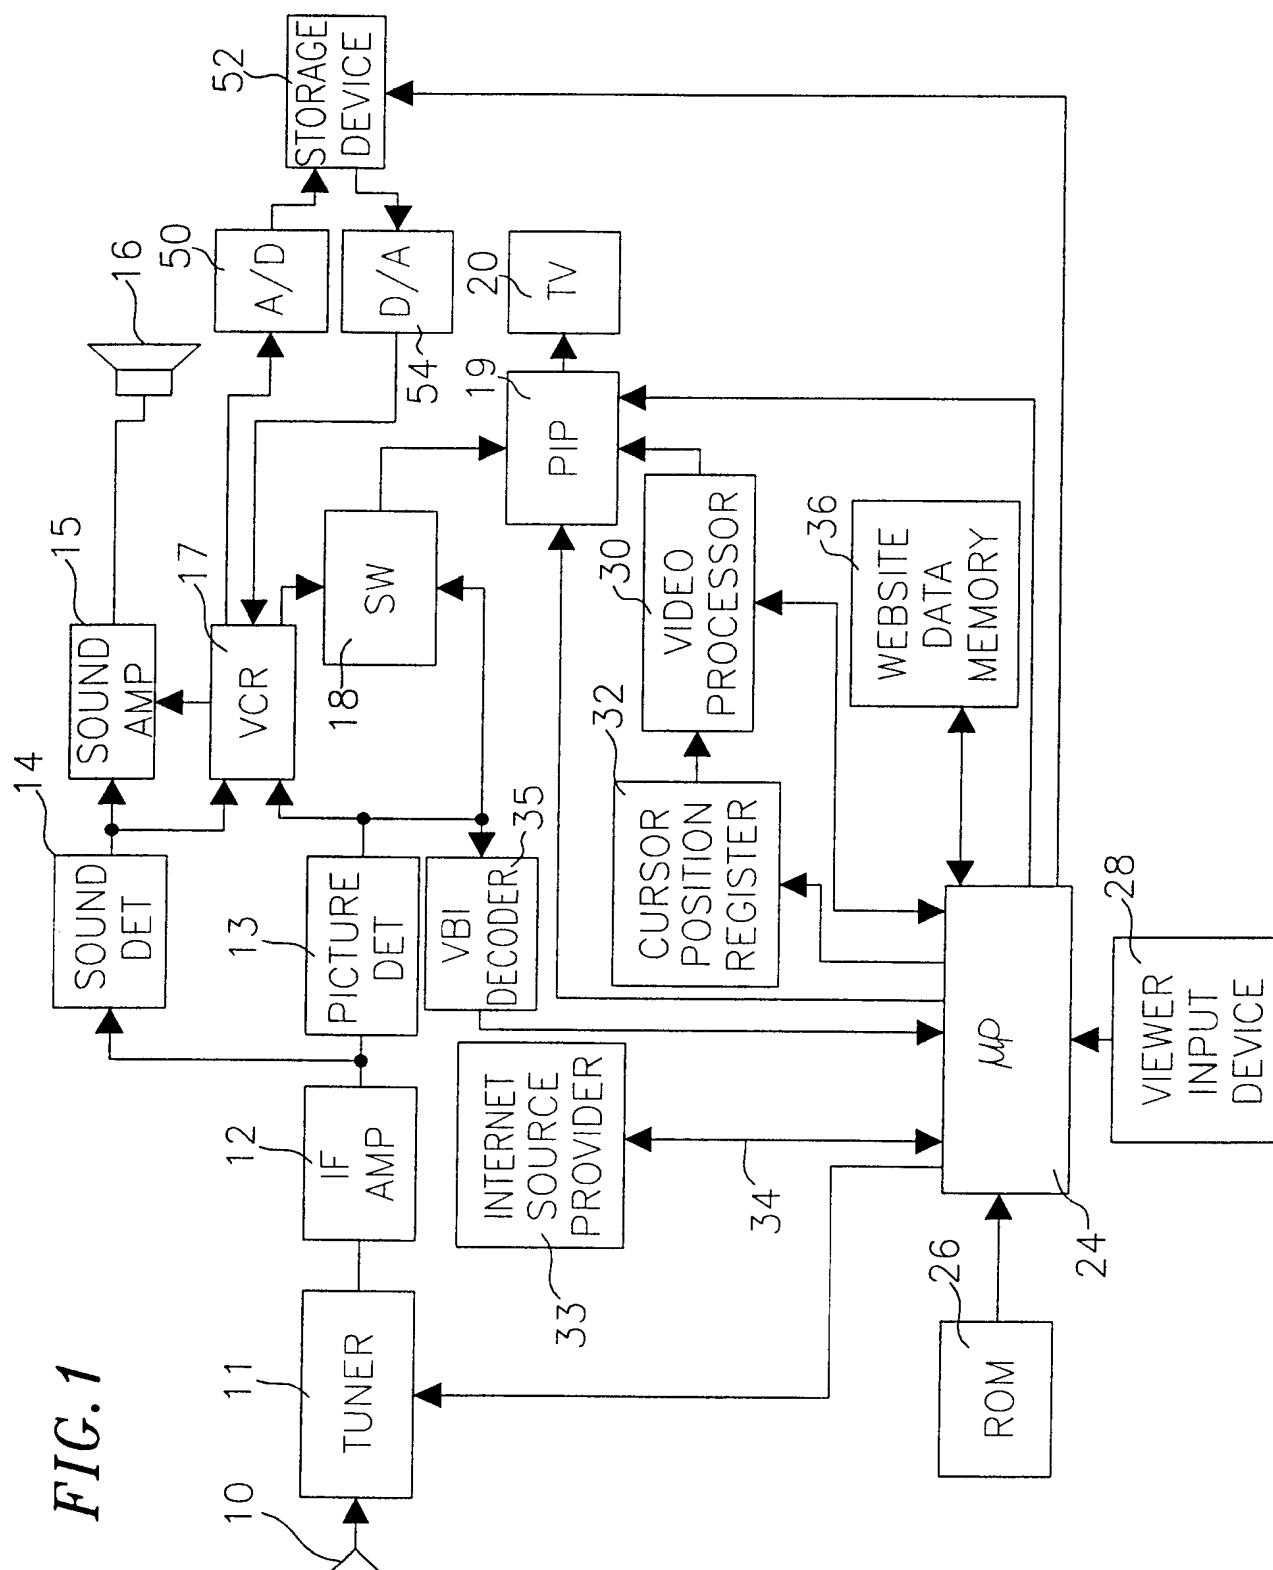 FIG.1
10
11
TUNER
12
IF
AMP
13
PICTURE
DET
14
SOUND
DET
15
SOUND
AMP
16
17
VCR
18
SW
19
PIP
20
TV
50
A/D
52
STORAGE
DEVICE
54
D/A
35
VBI
DECODER
33
INTERNET
SOURCE
PROVIDER
34
32
CURSOR
POSITION
REGISTER
30
VIDEO
PROCESSOR
36
WEBSITE
DATA
MEMORY
24
μp
26
ROM
28
VIEWER
INPUT
DEVICE